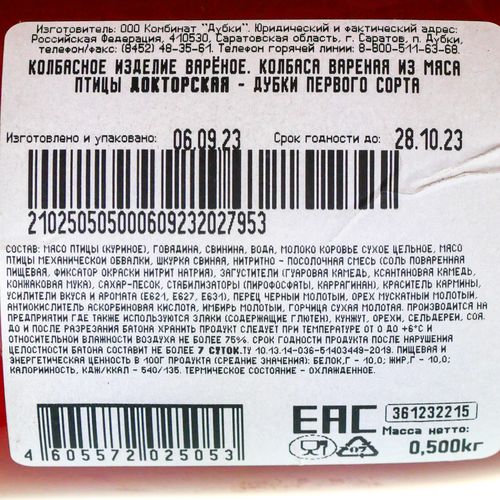 Изготовитель: ООО Комбинат "Дубки". Юридический и фактический адрес:
Российская Федерация, 410530, Саратовская область, г. Саратов, п. Дубки,
телефон/факс: (8452) 48-35-61. Телефон горячей линии: 8-800-511-63-68.
КОЛБАСНОЕ ИЗДЕЛИЕ ВАРЁНОЕ. КОЛБАСА ВАРЕНАЯ ИЗ МЯСА
ПТИЦЫ ДОКТОРСКАЯ - ДУБКИ ПЕРВОГО СОРТА
Изготовлено и упаковано: 06.09.23 Срок годности до: 28.10.23
210250505000609232027953
СОСТАВ: МЯСО ПТИЦЫ (КУРИНОЕ), ГОВЯДИНА, СВИНИНА, ВОДА, МОЛОКО КОРОВЬЕ СУХОЕ ЦЕЛЬНОЕ, МЯСО
ПТИЦЫ МЕХАНИЧЕСКОЙ ОБВАЛКИ, ШКУРКА СВИНАЯ, НИТРИТНО - ПОСОЛОЧНАЯ СМЕСЬ (СОЛЬ ПОВАРЕННАЯ
ПИЩЕВАЯ, ФИКСАТОР ОКРАСКИ НИТРИТ НАТРИЯ), ЗАГУСТИТЕЛИ (ГУАРОВАЯ КАМЕДЬ, КСАНТАНОВАЯ КАМЕДЬ,
КОННАКОВАЯ МУКА), САХАР-ПЕСОК, СТАБИЛИЗАТОРЫ (ПИРОФОСФАТЫ, КАРРАГИНАН), КРАСИТЕЛЬ КАРМИНЫ,
УСИЛИТЕЛИ ВКУСА И АРОМАТА (Е621, Е627, Е631), ПЕРЕЦ ЧЕРНЫЙ МОЛОТЫЙ, ОРЕХ МУСКАТНЫЙ МОЛОТЫЙ,
АНТИОКИСЛИТЕЛЬ АСКОРБИНОВАЯ КИСЛОТА, ИМБИРЬ МОЛОТЫЙ, ГОРЧИЦА СУХАЯ МОЛОТАЯ. ПРОИЗВОДИТСЯ НА
ПРЕДПРИЯТИИ ГДЕ ТАКЖЕ ИСПОЛЬЗУЮТ ЗЛАКИ (СОДЕРЖАЩИЕ ГЛЮТЕН), КУНЖУТ, ОРЕХИ, СЕЛЬДЕРЕЙ, СОЯ.
ДО И ПОСЛЕ РАЗРЕЗАНИЯ БАТОНА ХРАНИТЬ ПРОДУКТ СЛЕДУЕТ ПРИ ТЕМПЕРАТУРЕ ОТ 0 ДО +6°С И
ОТНОСИТЕЛЬНОЙ ВЛАЖНОСТИ ВОЗДУХА НЕ БОЛЕЕ 75%. СРОК ГОДНОСТИ ПРОДУКТА ПОСЛЕ НАРУШЕНИЯ
ЦЕЛОСТНОСТИ БАТОНА СОСТАВИТ НЕ БОЛЕЕ 7 СУТОК. ТУ 10.13.14-036-51403449-2019. ПИЩЕВАЯ И
ЭНЕРГЕТИЧЕСКАЯ ЦЕННОСТЬ В 100Г ПРОДУКТА (СРЕДНИЕ ЗНАЧЕНИЯ): БЕЛОК,Г - 10,0; ЖИР,Г - 10,0;
КАЛОРИЙНОСТЬ, КДЖ/ККАЛ - 540/135. ТЕРМИЧЕСКОЕ СОСТОЯНИЕ - ОХЛАЖДЕННОЕ.
4 605572 025053
ЕАС
361232215
Масса нетто:
0,500кг
07